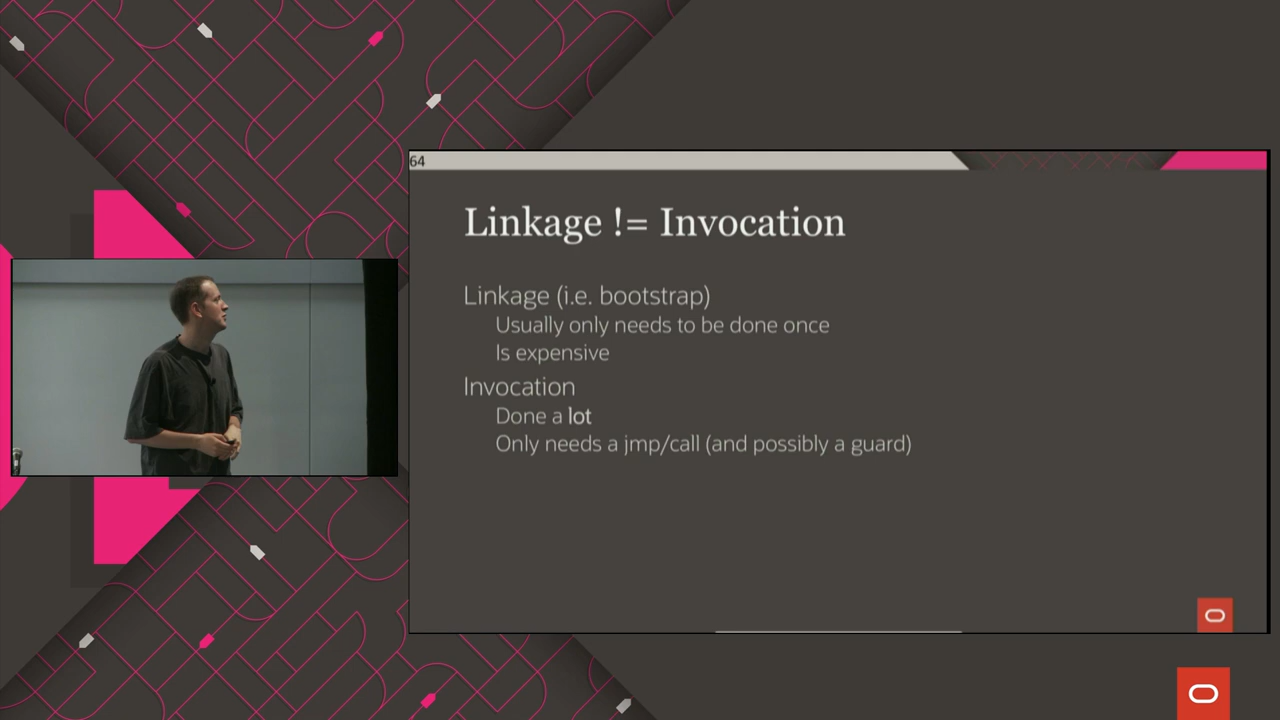 64
Linkage != Invocation
Linkage (i.e. bootstrap)
Usually only needs to be done once
Is expensive
Invocation
Done a lot
Only needs a jmp/call (and possibly a guard)